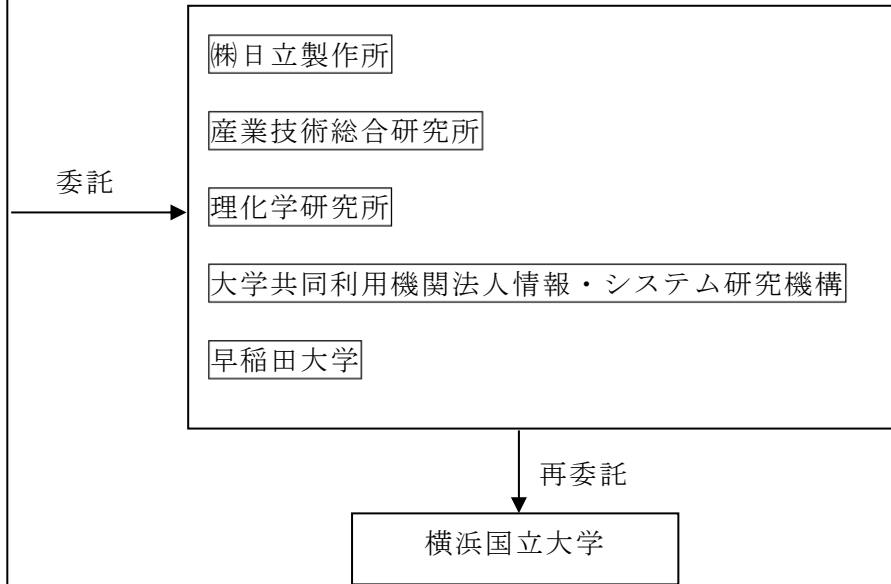 ㈱日立製作所
産業技術総合研究所
委託
理化学研究所
大学共同利用機関法人情報・システム研究機構
早稲田大学
再委託
横浜国立大学